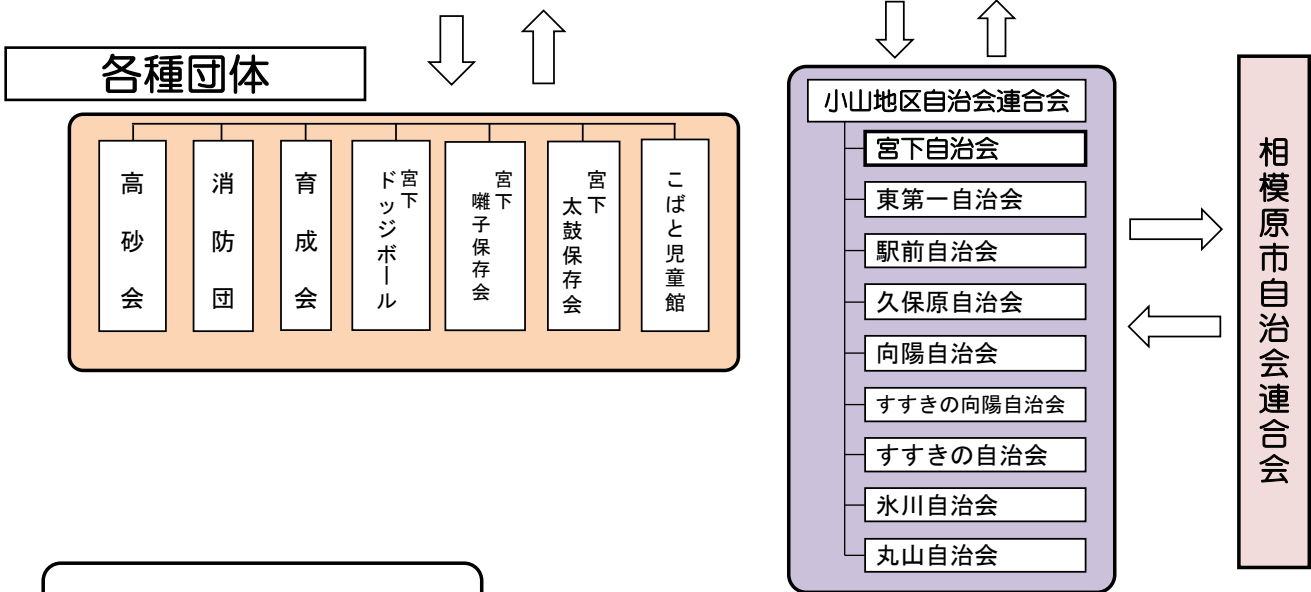 各種団体
高砂会
消防団
育成会
宮下
ドッジボール
宮下
囃子保存会
宮下
太鼓保存会
こばと児童館
小山地区自治会連合会
宮下自治会
東第一自治会
駅前自治会
久保原自治会
向陽自治会
すすきの向陽自治会
すすきの自治会
氷川自治会
丸山自治会
相模原市自治会連合会